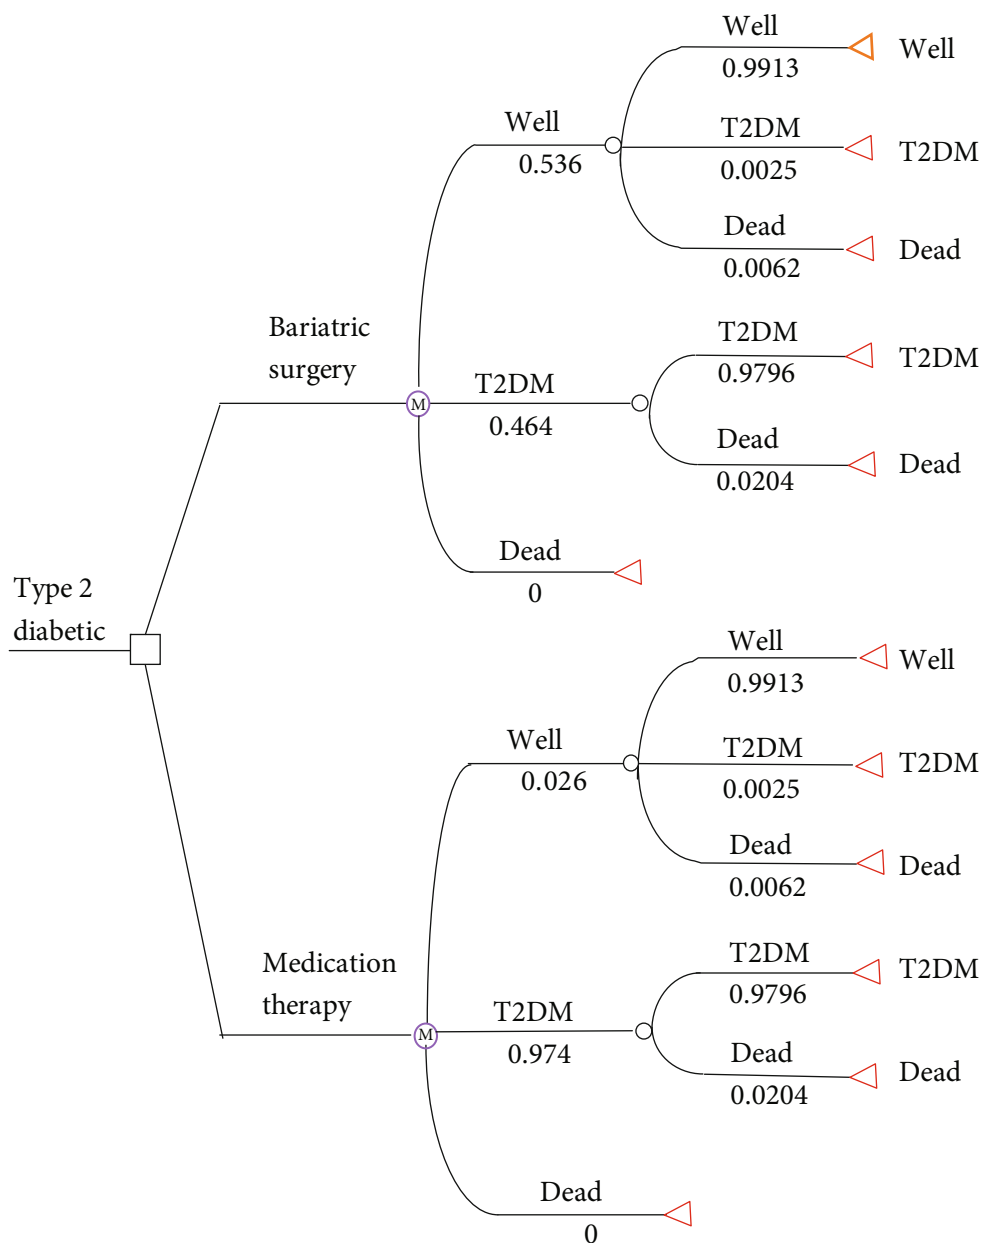 Well
0.9913
Well
Well
0.536
T2DM
0.0025
T2DM
Dead
0.0062
Dead
Bariatric
surgery
M
T2DM
0.464
T2DM
0.9796
T2DM
Dead
0.0204
Dead
Dead
0
Type 2
diabetic
Well
0.9913
Well
Well
0.026
T2DM
0.0025
T2DM
Dead
0.0062
Dead
Medication
therapy
M
T2DM
0.974
T2DM
0.9796
T2DM
Dead
0.0204
Dead
Dead
0